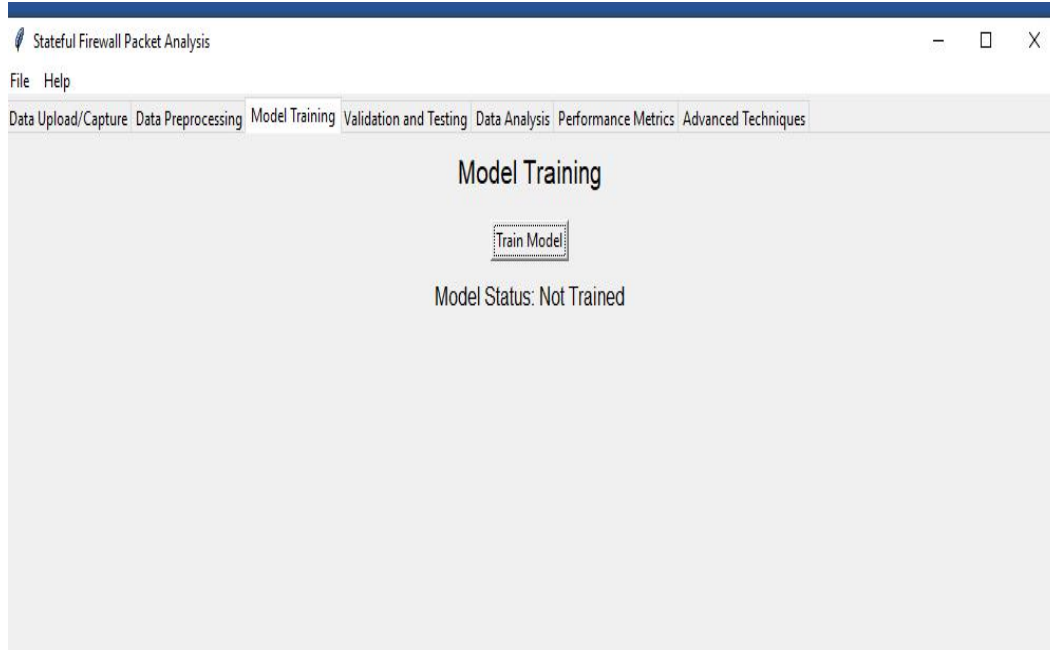 Stateful Firewall Packet Analysis
File Help
Data Upload/Capture Data Preprocessing Model Training Validation and Testing Data Analysis Performance Metrics Advanced Techniques
Model Training
Train Model
Model Status: Not Trained